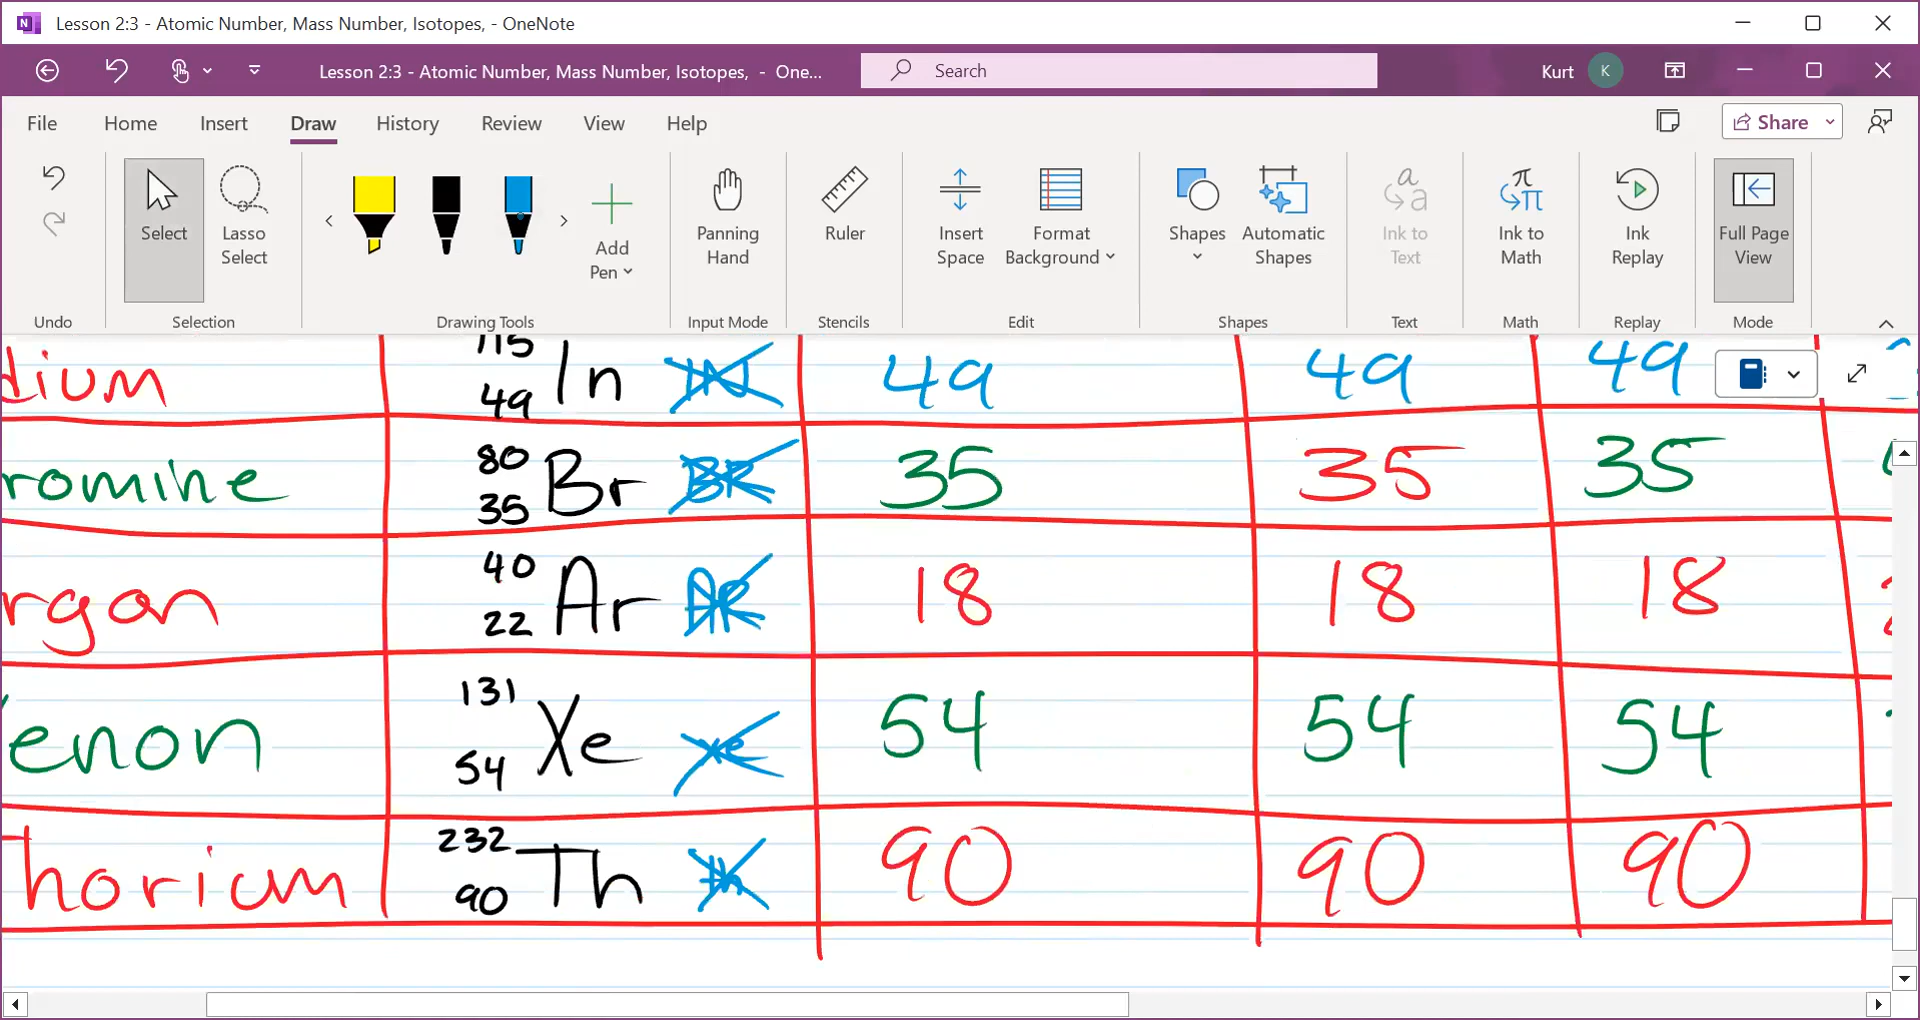 Lesson 2:3 - Atomic Number, Mass Number, Isotopes, - OneNote
Lesson 2:3 - Atomic Number, Mass Number, Isotopes, - One...
Search
Kurt K
File Home Insert Draw History Review View Help
Share
Select
Lasso Select
Add Pen
Panning Hand
Ruler
Insert Space
Format Background
Shapes
Automatic Shapes
Ink to Text
Ink to Math
Ink Replay
Full Page View
Undo Selection Drawing Tools Input Mode Stencils Edit Shapes Text Math Replay Mode
dium 115 49 In IN 49 49 49
romine 80 35 Br BR 35 35 35
rgon 40 22 Ar AR 18 18 18
enon 131 54 Xe xe 54 54 54
horium 232 90 Th th 90 90 90